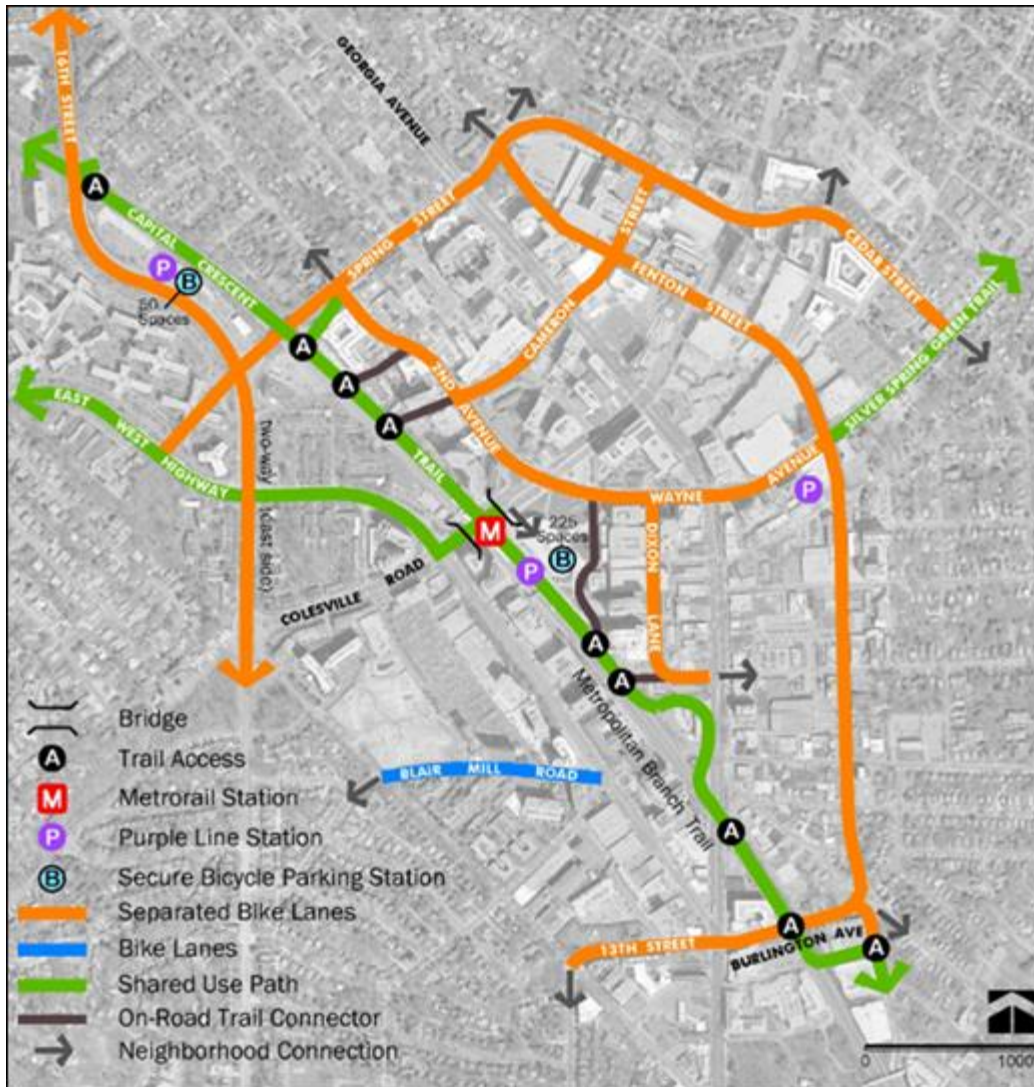 16TH STREET
GEORGIA AVENUE
A
CAPITAL
CRESCENT
TRAIL
SPRING STREET
CAMERON
STREET
FENTON STREET
CEDAR STREET
SILVER SPRING GREEN TRAIL
P
B
50
Spaces
A
A
A
2ND AVENUE
WAYNE
AVENUE
P
EAST
WEST
HIGHWAY
two-way (east side)
M
225
Spaces
B
P
DIXON
LANE
COLESVILLE ROAD
A
A
Metropolitan Branch Trail
BLAIR MILL ROAD
A
A
A
13TH STREET
BURLINGTON AVE
Bridge
A Trail Access
M Metrorail Station
P Purple Line Station
B Secure Bicycle Parking Station
Separated Bike Lanes
Bike Lanes
Shared Use Path
On-Road Trail Connector
Neighborhood Connection
0 1000